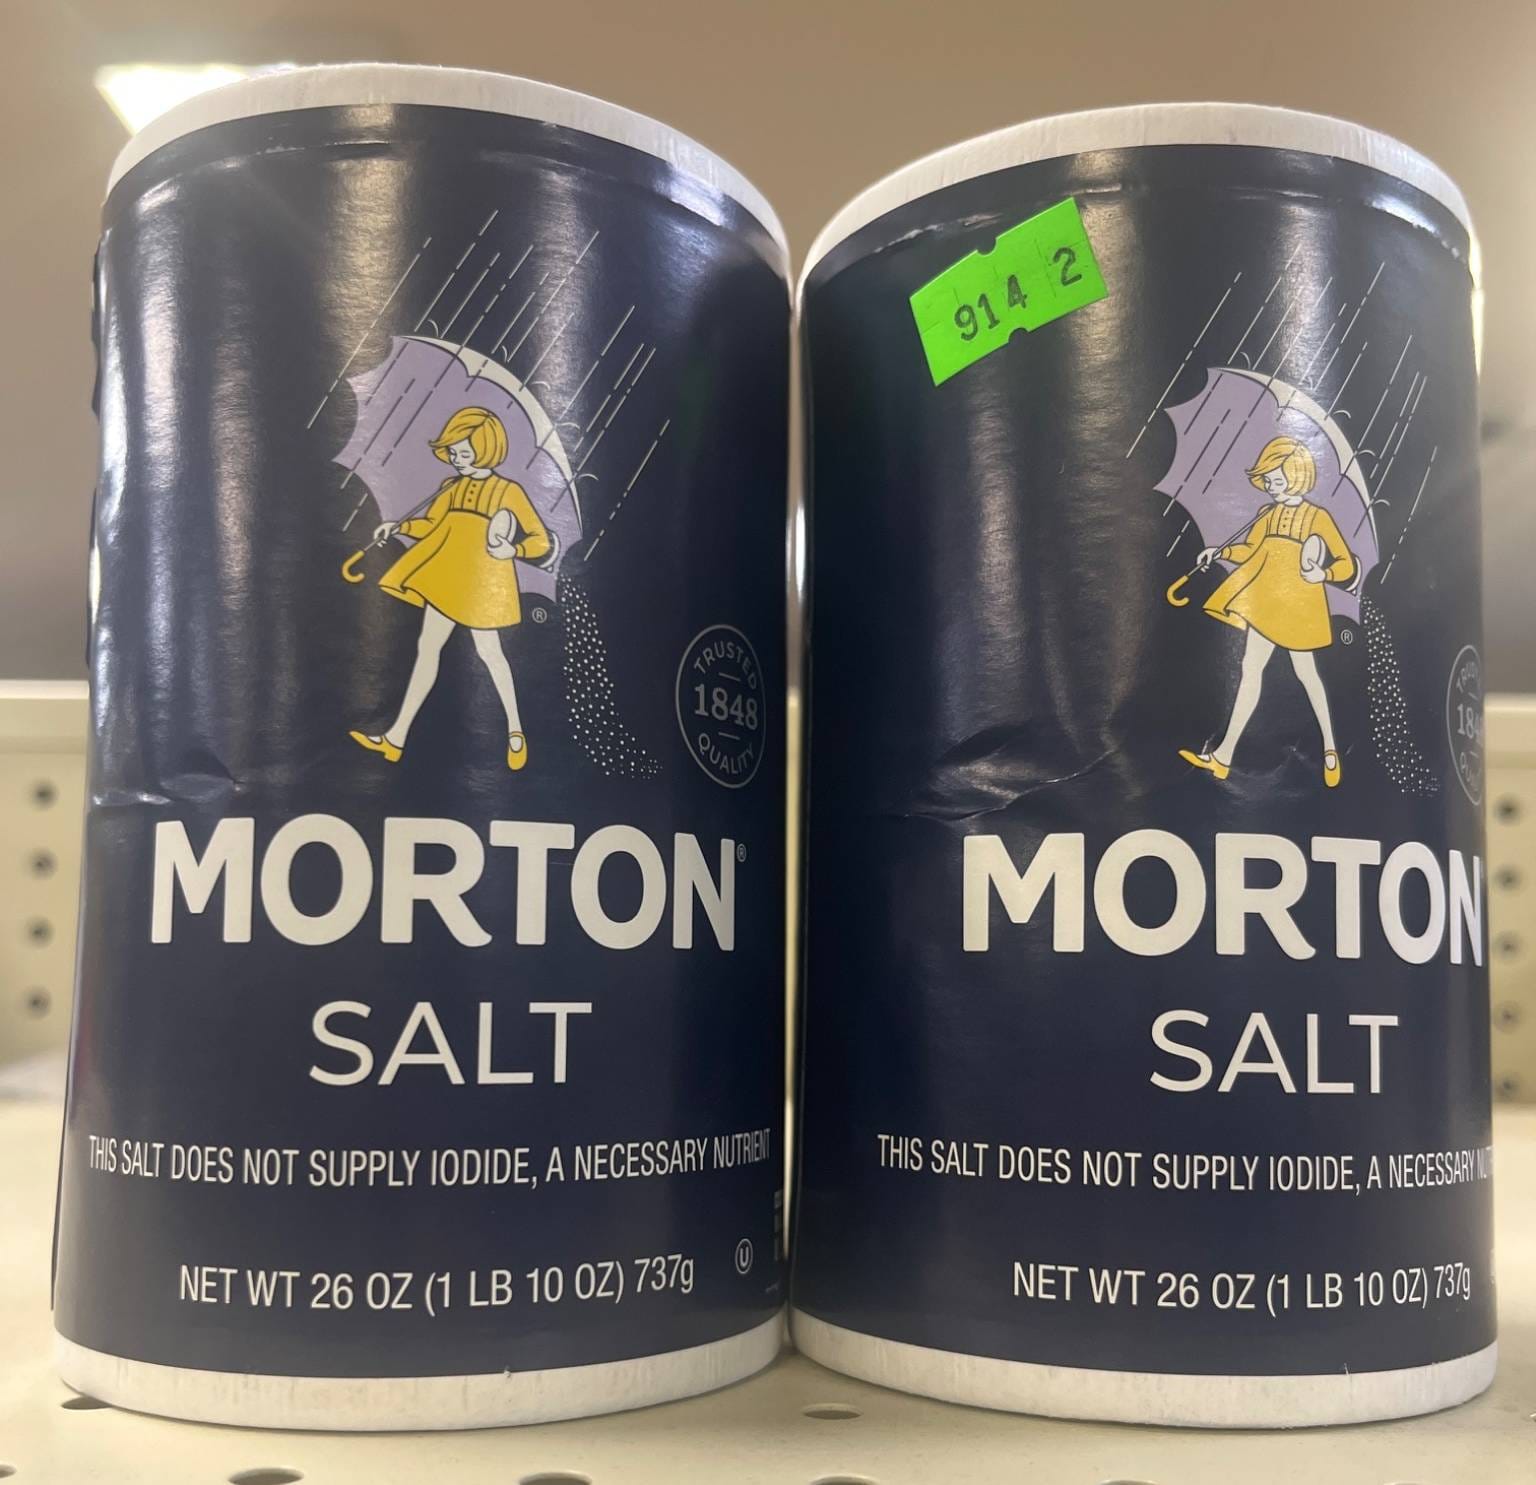 TRUSTED
1848
QUALITY
MORTON®
SALT
THIS SALT DOES NOT SUPPLY IODIDE, A NECESSARY NUTRIENT
NET WT 26 OZ (1 LB 10 OZ) 737g
U
®
914 2
®
MORTON
SALT
THIS SALT DOES NOT SUPPLY IODIDE, A NECESSARY
NET WT 26 OZ (1 LB 10 OZ) 737g